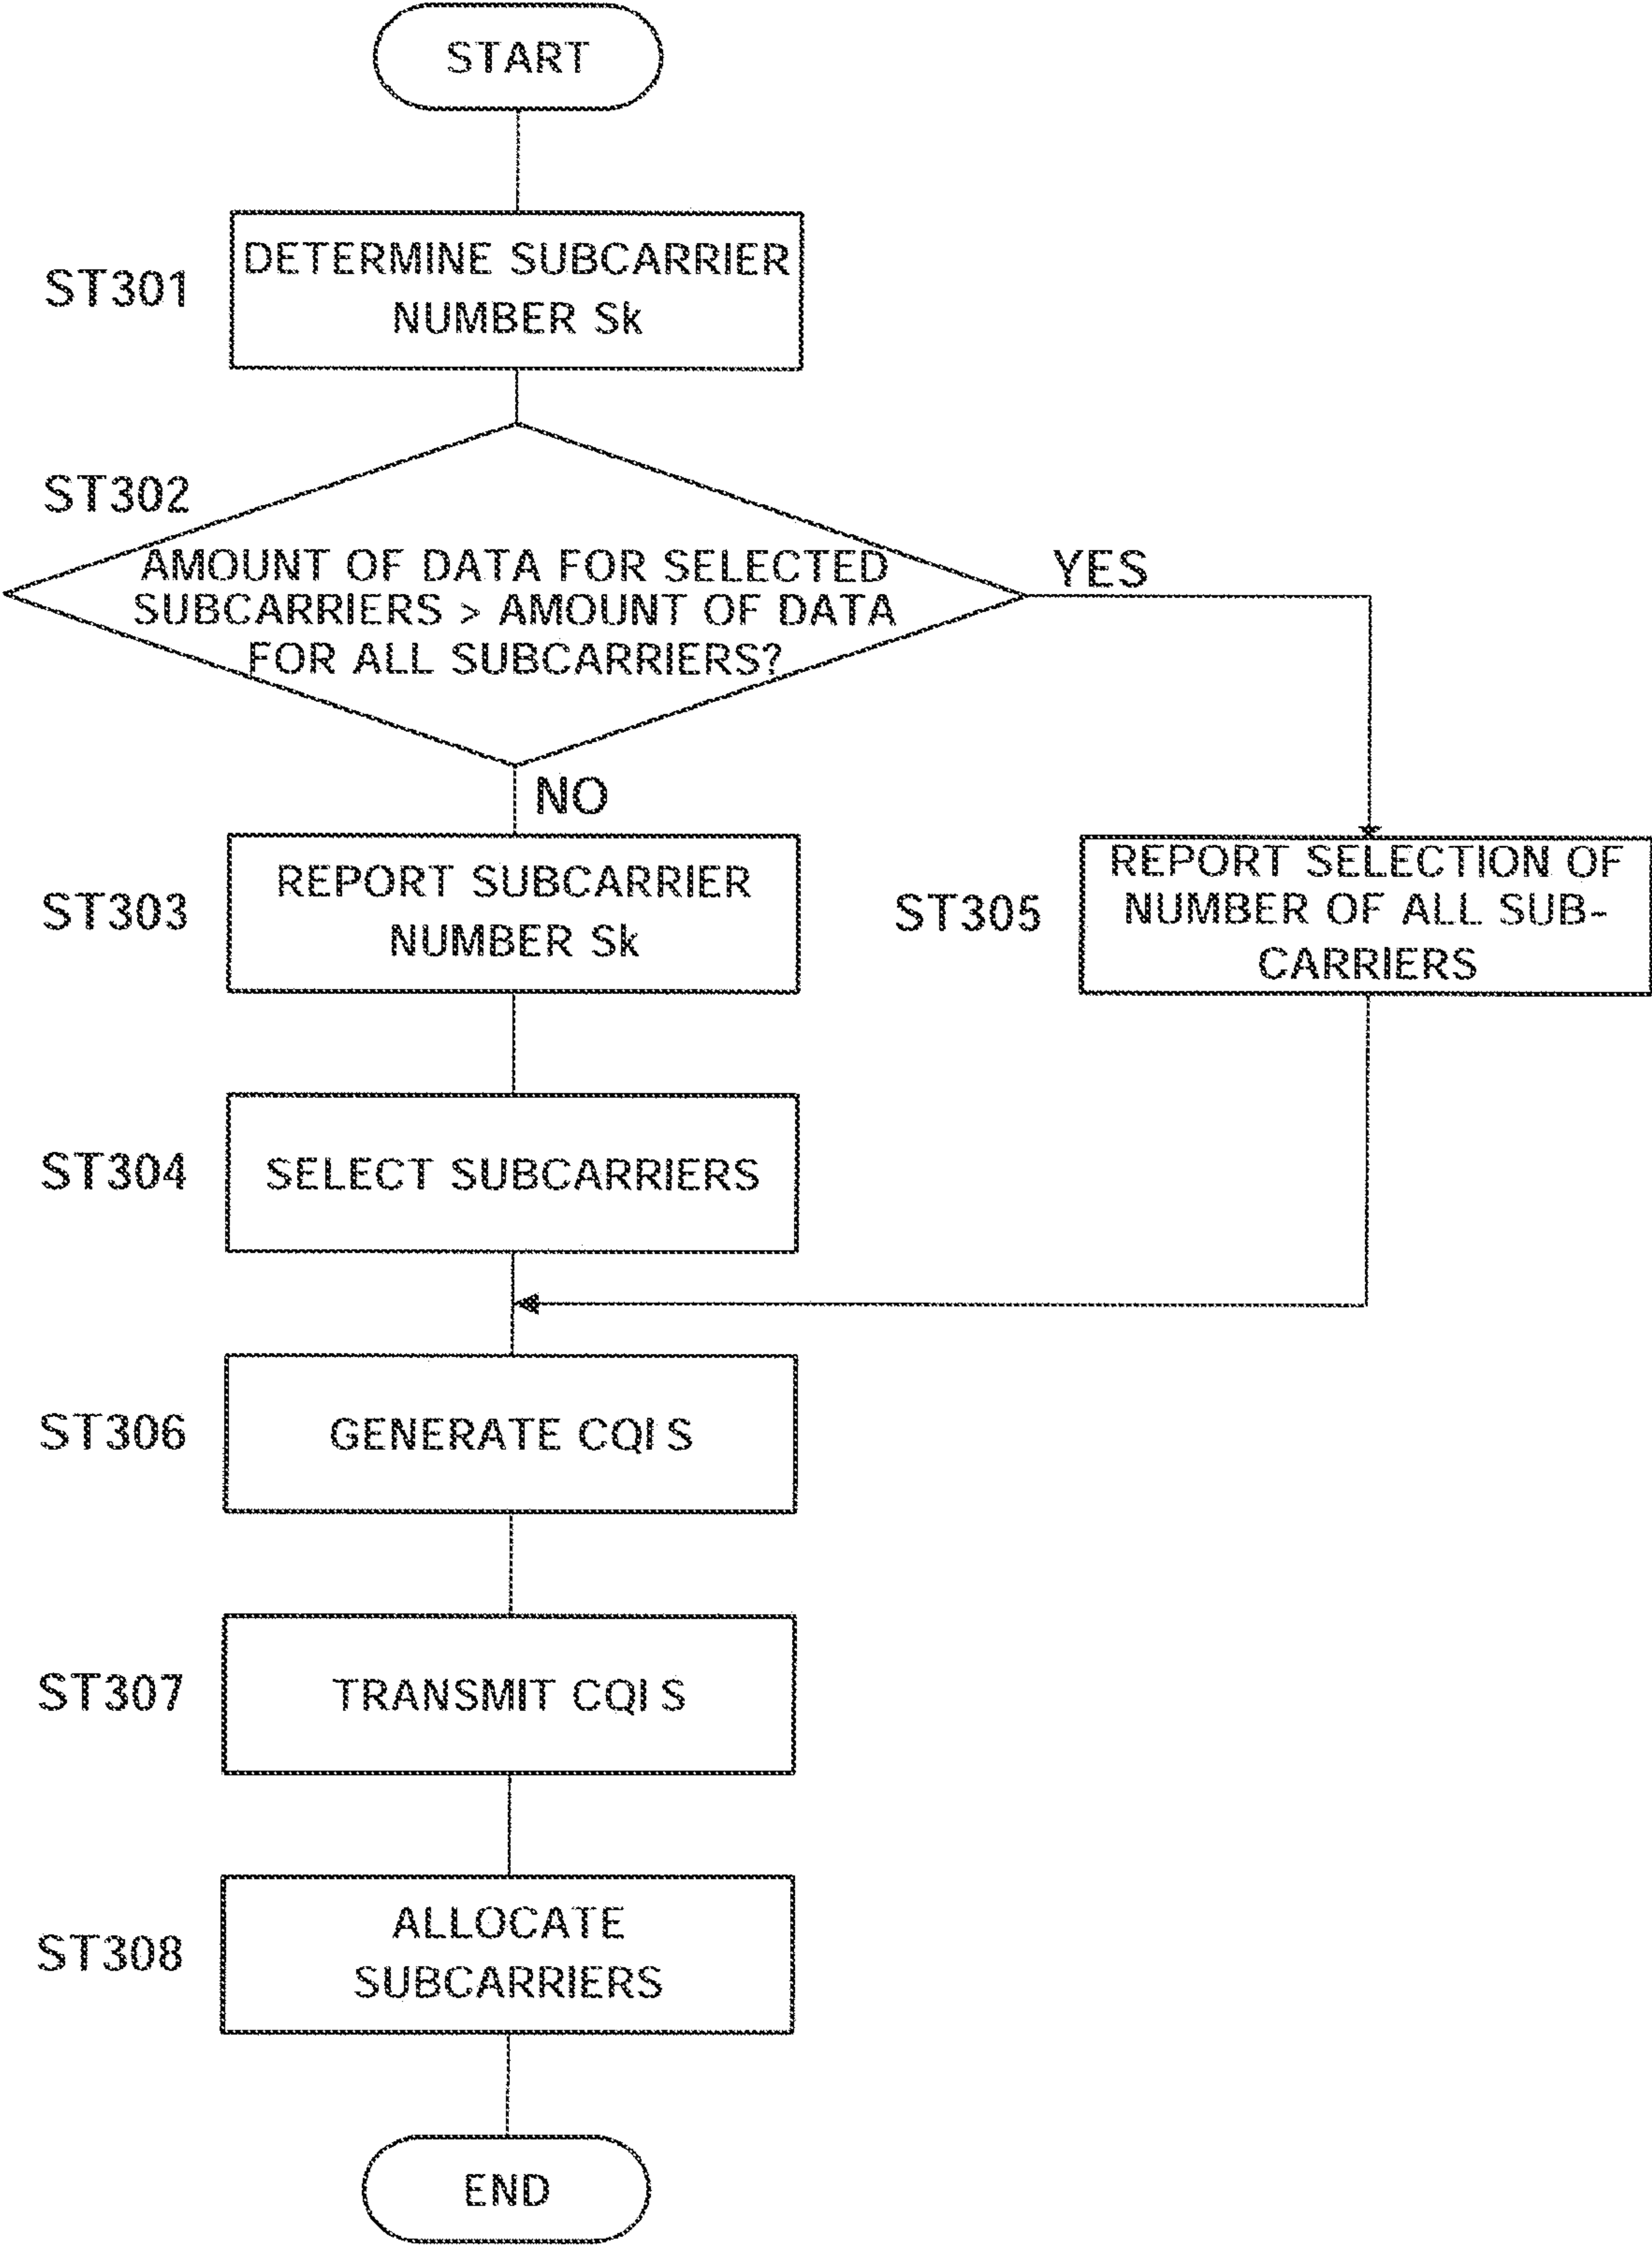 START
ST301
DETERMINE SUBCARRIER
NUMBER Sk
ST302
AMOUNT OF DATA FOR SELECTED
SUBCARRIERS > AMOUNT OF DATA
FOR ALL SUBCARRIERS?
YES
NO
ST303
REPORT SUBCARRIER
NUMBER Sk
ST305
REPORT SELECTION OF
NUMBER OF ALL SUB-
CARRIERS
ST304
SELECT SUBCARRIERS
ST306
GENERATE CQI S
ST307
TRANSMIT CQI S
ST308
ALLOCATE
SUBCARRIERS
END